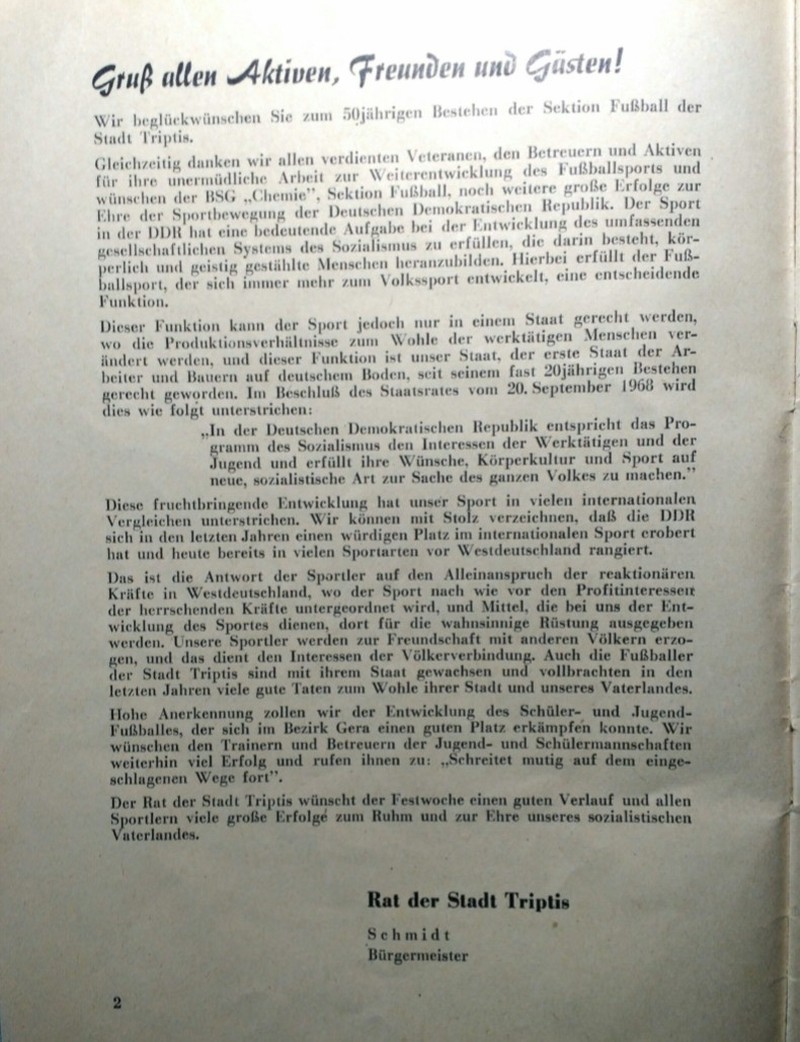 Gruß allen Aktiven, Freunden und Gästen!
Wir beglückwünschen Sie zum 50jährigen Bestehen der Sektion Fußball der
Stadt Triptis.
Gleichzeitig danken wir allen verdienten Veteranen, den Betreuern und Aktiven
für ihre unermüdliche Arbeit zur Weiterentwicklung des Fußballsports und
wünschen der BSG „Chemie”, Sektion Fußball, noch weitere große Erfolge zur
Ehre der Sportbewegung der Deutschen Demokratischen Republik. Der Sport
in der DDR hat eine bedeutende Aufgabe bei der Entwicklung des umfassenden
gesellschaftlichen Systems des Sozialismus zu erfüllen, die darin besteht, kör-
perlich und geistig gestählte Menschen heranzubilden. Hierbei erfüllt der Fuß-
ballsport, der sich immer mehr zum Volkssport entwickelt, eine entscheidende
Funktion.
Dieser Funktion kann der Sport jedoch nur in einem Staat gerecht werden,
wo die Produktionsverhältnisse zum Wohle der werktätigen Menschen ver-
ändert werden, und dieser Funktion ist unser Staat, der erste Staat der Ar-
beiter und Bauern auf deutschem Boden, seit seinem fast 20jährigen Bestehen
gerecht geworden. Im Beschluß des Staatsrates vom 20. September 1968 wird
dies wie folgt unterstrichen:
„In der Deutschen Demokratischen Republik entspricht das Pro-
gramm des Sozialismus den Interessen der Werktätigen und der
Jugend und erfüllt ihre Wünsche, Körperkultur und Sport auf
neue, sozialistische Art zur Sache des ganzen Volkes zu machen.”
Diese fruchtbringende Entwicklung hat unser Sport in vielen internationalen
Vergleichen unterstrichen. Wir können mit Stolz verzeichnen, daß die DDR
sich in den letzten Jahren einen würdigen Platz im internationalen Sport erobert
hat und heute bereits in vielen Sportarten vor Westdeutschland rangiert.
Das ist die Antwort der Sportler auf den Alleinanspruch der reaktionären
Kräfte in Westdeutschland, wo der Sport nach wie vor den Profitinteressen
der herrschenden Kräfte untergeordnet wird, und Mittel, die bei uns der Ent-
wicklung des Sportes dienen, dort für die wahnsinnige Rüstung ausgegeben
werden. Unsere Sportler werden zur Freundschaft mit anderen Völkern erzo-
gen, und das dient den Interessen der Völkerverbindung. Auch die Fußballer
der Stadt Triptis sind mit ihrem Staat gewachsen und vollbrachten in den
letzten Jahren viele gute Taten zum Wohle ihrer Stadt und unseres Vaterlandes.
Hohe Anerkennung zollen wir der Entwicklung des Schüler- und Jugend-
Fußballes, der sich im Bezirk Gera einen guten Platz erkämpfen konnte. Wir
wünschen den Trainern und Betreuern der Jugend- und Schülermannschaften
weiterhin viel Erfolg und rufen ihnen zu: „Schreitet mutig auf dem einge-
schlagenen Wege fort”.
Der Rat der Stadt Triptis wünscht der Festwoche einen guten Verlauf und allen
Sportlern viele große Erfolge zum Ruhm und zur Ehre unseres sozialistischen
Vaterlandes.
Rat der Stadt Triptis
Schmidt
Bürgermeister
2